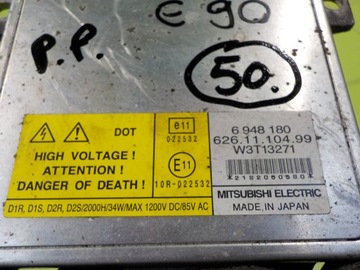 E 90
P.P.
50.
DOT
HIGH VOLTAGE !
ATTENTION !
DANGER OF DEATH !
e11
022532
E11
10R-022532
D1R, D1S, D2R, D2S/2000H/34W/MAX 1200V DC/85V AC
6 948 180
626.11.104.99
W3T13271
MITSUBISHI ELECTRIC
MADE IN JAPAN